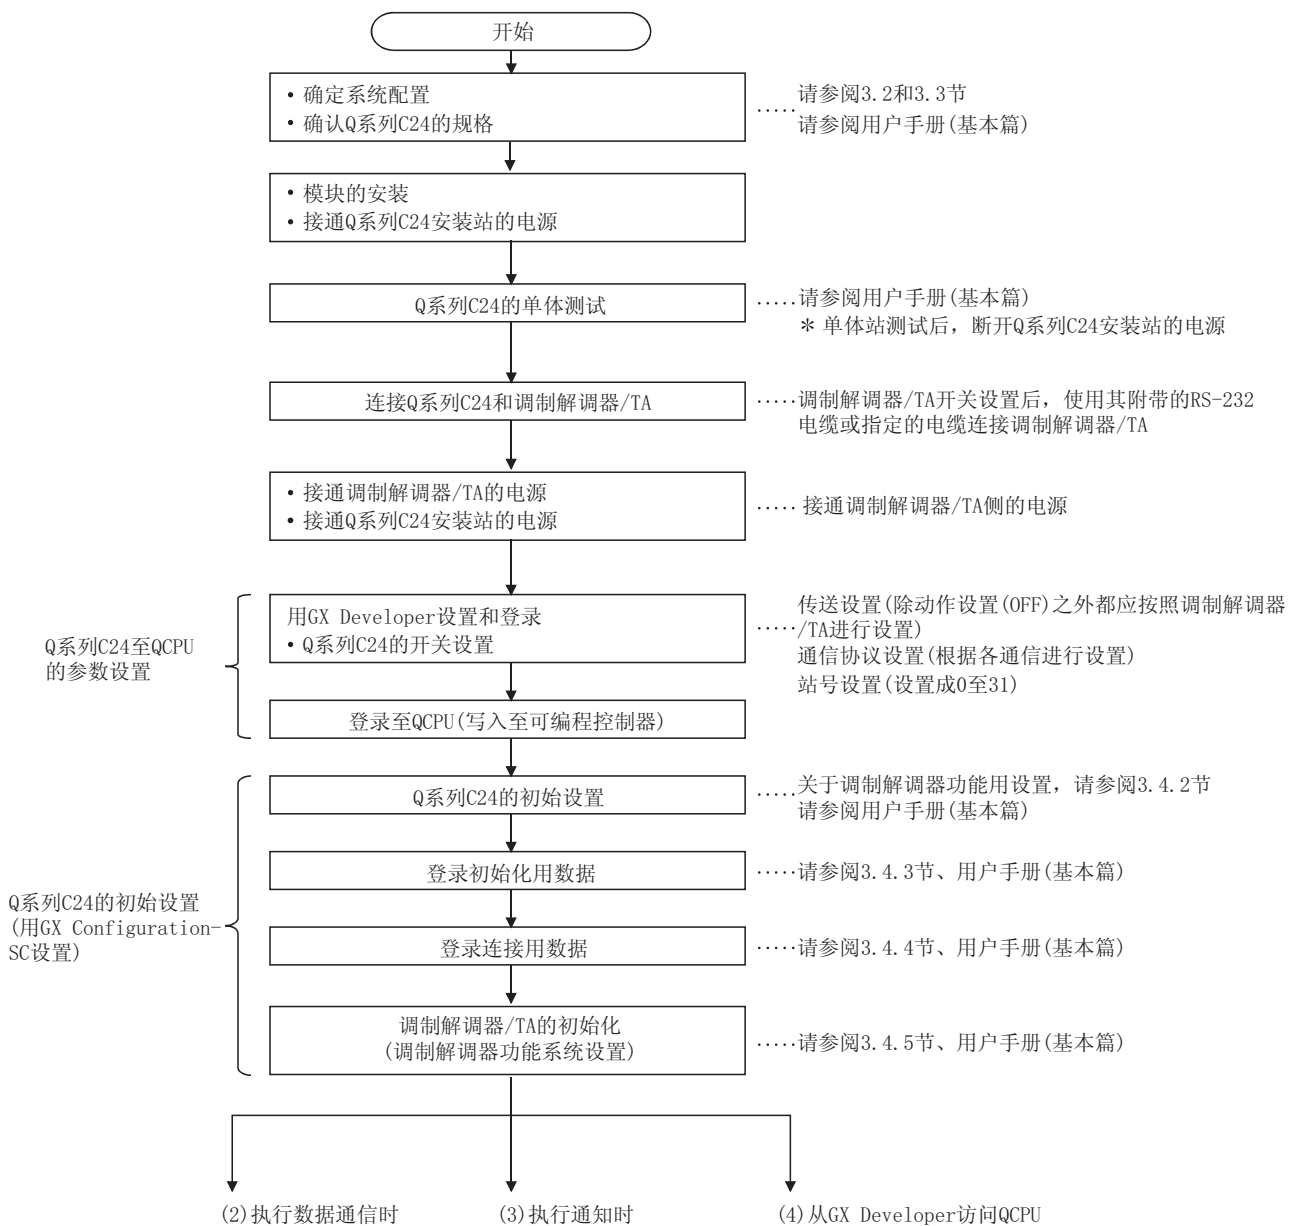 开始
• 确定系统配置
• 确认Q系列C24的规格
·····请参阅3.2和3.3节
请参阅用户手册(基本篇)
• 模块的安装
• 接通Q系列C24安装站的电源
Q系列C24的单体测试
·····请参阅用户手册(基本篇)
＊ 单体站测试后，断开Q系列C24安装站的电源
连接Q系列C24和调制解调器/TA
·····调制解调器/TA开关设置后，使用其附带的RS-232
电缆或指定的电缆连接调制解调器/TA
• 接通调制解调器/TA的电源
• 接通Q系列C24安装站的电源
····· 接通调制解调器/TA侧的电源
Q系列C24至QCPU
的参数设置
用GX Developer设置和登录
• Q系列C24的开关设置
传送设置(除动作设置(OFF)之外都应按照调制解调器
·····/TA进行设置)
通信协议设置(根据各通信进行设置)
站号设置(设置成0至31)
登录至QCPU(写入至可编程控制器)
Q系列C24的初始设置
(用GX Configuration-
SC设置)
Q系列C24的初始设置
·····关于调制解调器功能用设置，请参阅3.4.2节
请参阅用户手册(基本篇)
登录初始化用数据
·····请参阅3.4.3节、用户手册(基本篇)
登录连接用数据
·····请参阅3.4.4节、用户手册(基本篇)
调制解调器/TA的初始化
(调制解调器功能系统设置)
·····请参阅3.4.5节、用户手册(基本篇)
(2)执行数据通信时
(3)执行通知时
(4)从GX Developer访问QCPU